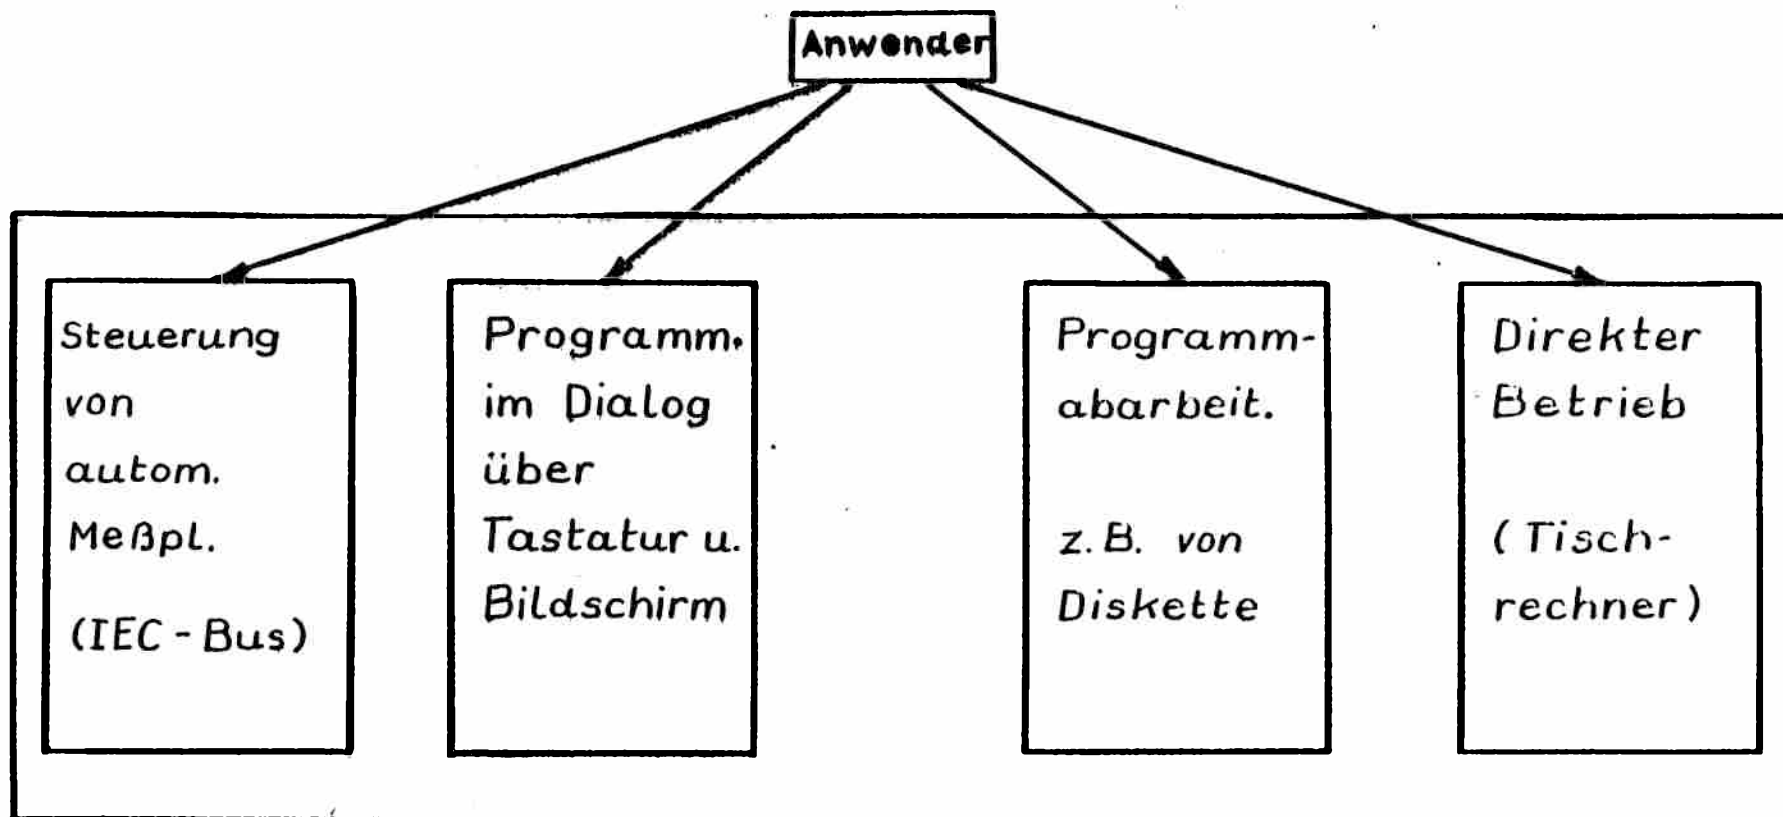 Anwender
Steuerung
von
autom.
Meßpl.
(IEC-Bus)
Programm.
im Dialog
über
Tastatur u.
Bildschirm
Programm-
abarbeit.
z.B. von
Diskette
Direkter
Betrieb
(Tisch-
rechner)